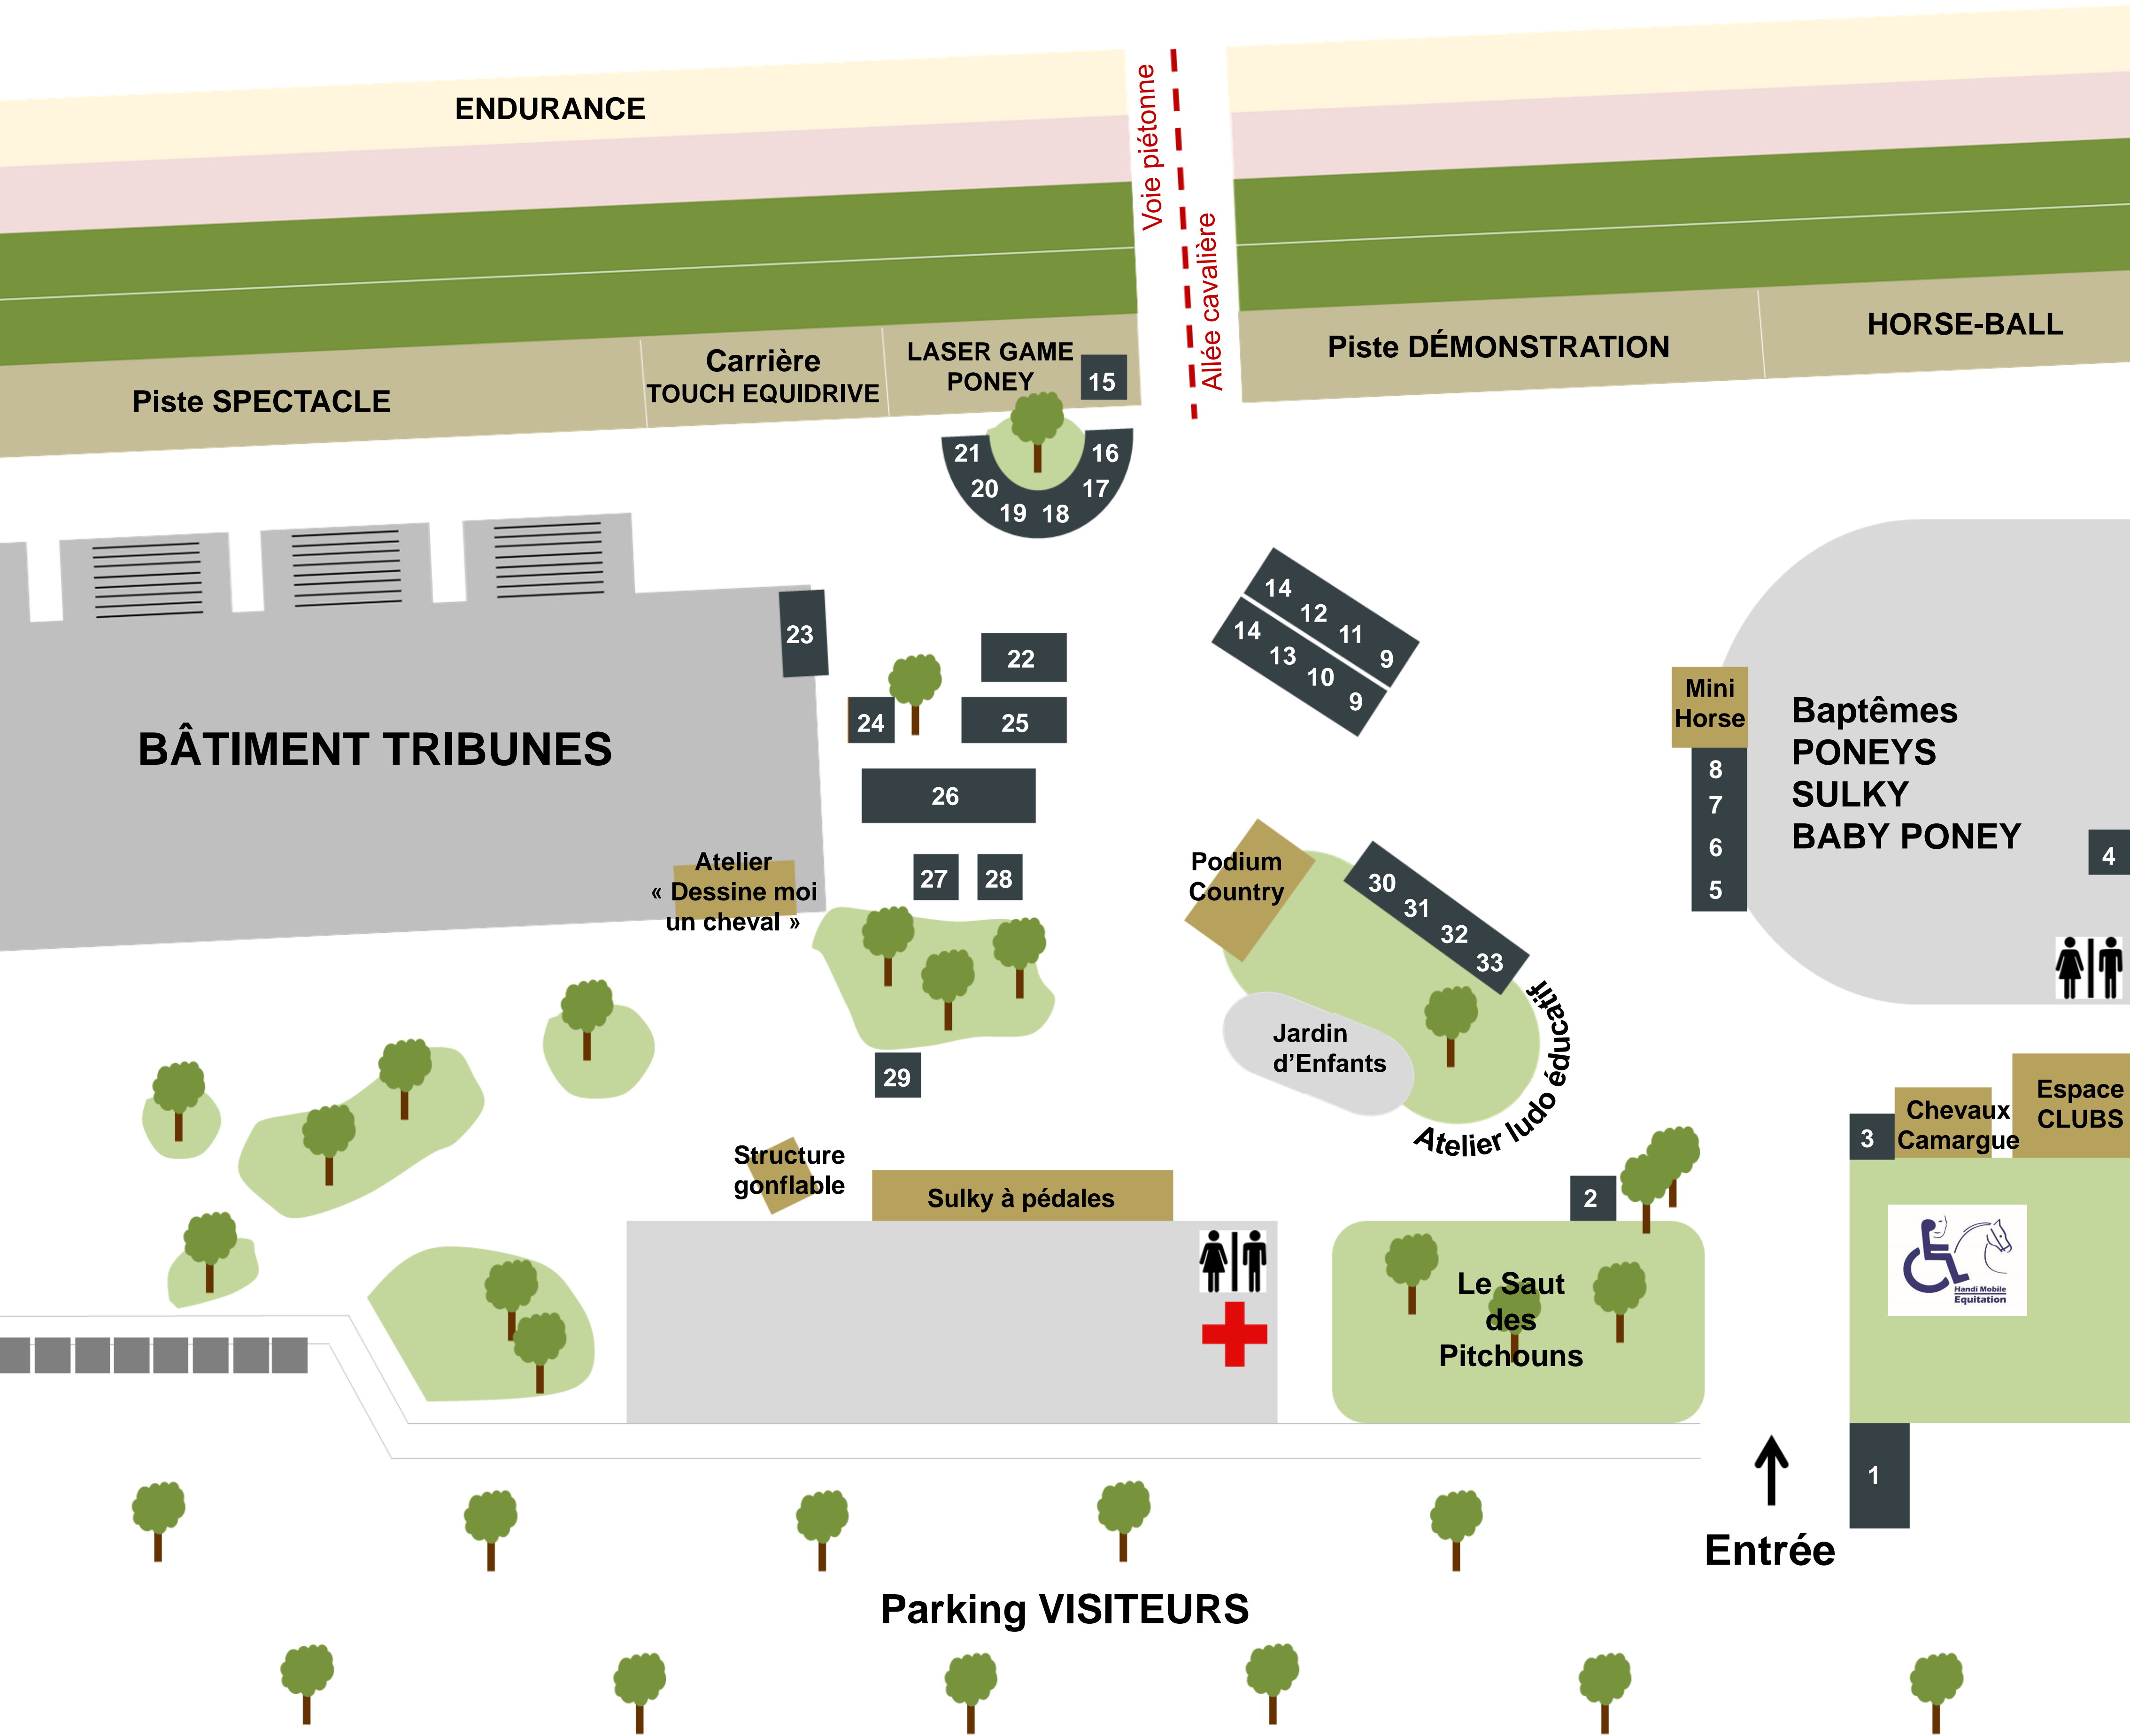 ENDURANCE
Voie piétonne
Allée cavalière
Piste SPECTACLE
Carrière
TOUCH EQUIDRIVE
LASER GAME
PONEY
15
Piste DÉMONSTRATION
HORSE-BALL
21
20
19
18
17
16
14
12
11
9
14
13
10
9
23
22
24
25
26
27
28
BÂTIMENT TRIBUNES
Atelier
« Dessine moi
un cheval »
Mini
Horse
8
7
6
5
Baptêmes
PONEYS
SULKY
BABY PONEY
4
Podium
Country
30
31
32
33
Jardin
d’Enfants
Atelier ludo éducatif
29
Structure
gonflable
Sulky à pédales
2
Le Saut
des
Pitchouns
3
Chevaux
Camargue
Espace
CLUBS
Handi Mobile
Equitation
1
Entrée
Parking VISITEURS